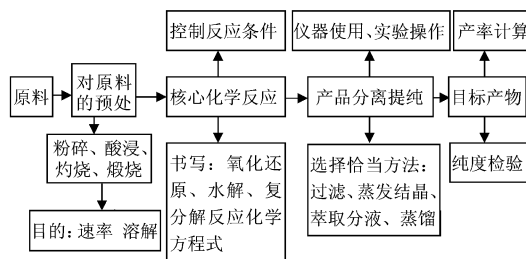 控制反应条件
仪器使用、实验操作
产率计算
原料
对原料
的预处
核心化学反应
产品分离提纯
目标产物
粉碎、酸浸、
灼烧、煅烧
目的：速率 溶解
书写：氧化还
原、水解、复
分解反应化学
方程式
选择恰当方法：
过滤、蒸发结晶、
萃取分液、蒸馏
纯度检验